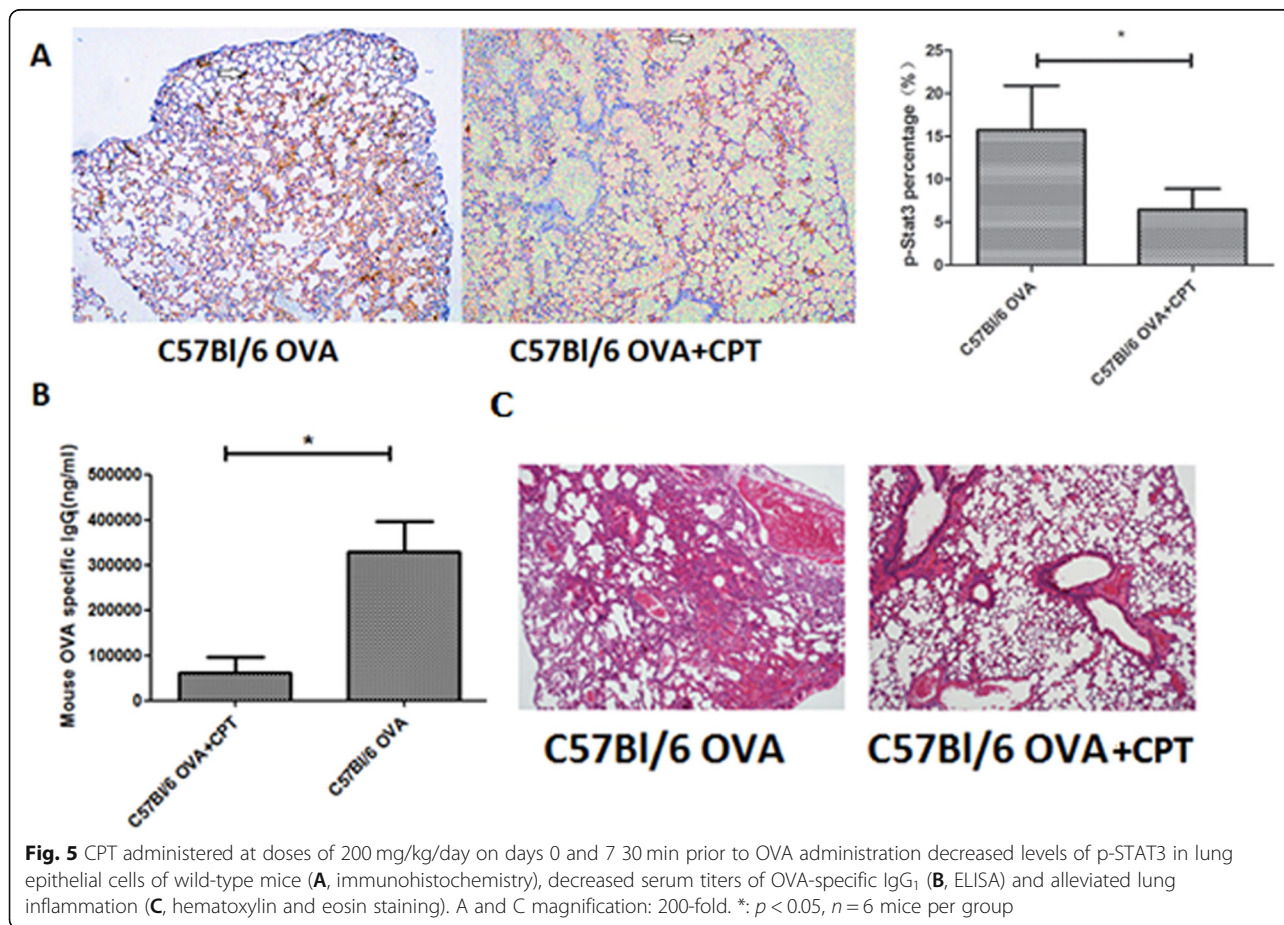 A
C57Bl/6 OVA
C57Bl/6 OVA+CPT
p-Stat3 percentage (%)
25
20
15
10
5
0
*
C57Bl/6 OVA
C57Bl/6 OVA+CPT
B
Mouse OVA specific IgG(ng/ml)
500000
400000
300000
200000
100000
0
*
C57Bl/6 OVA+CPT
C57Bl/6 OVA
C
C57Bl/6 OVA
C57Bl/6 OVA+CPT
Fig. 5 CPT administered at doses of 200 mg/kg/day on days 0 and 7 30 min prior to OVA administration decreased levels of p-STAT3 in lung
epithelial cells of wild-type mice (A, immunohistochemistry), decreased serum titers of OVA-specific IgG₁ (B, ELISA) and alleviated lung
inflammation (C, hematoxylin and eosin staining). A and C magnification: 200-fold. *: p < 0.05, n = 6 mice per group